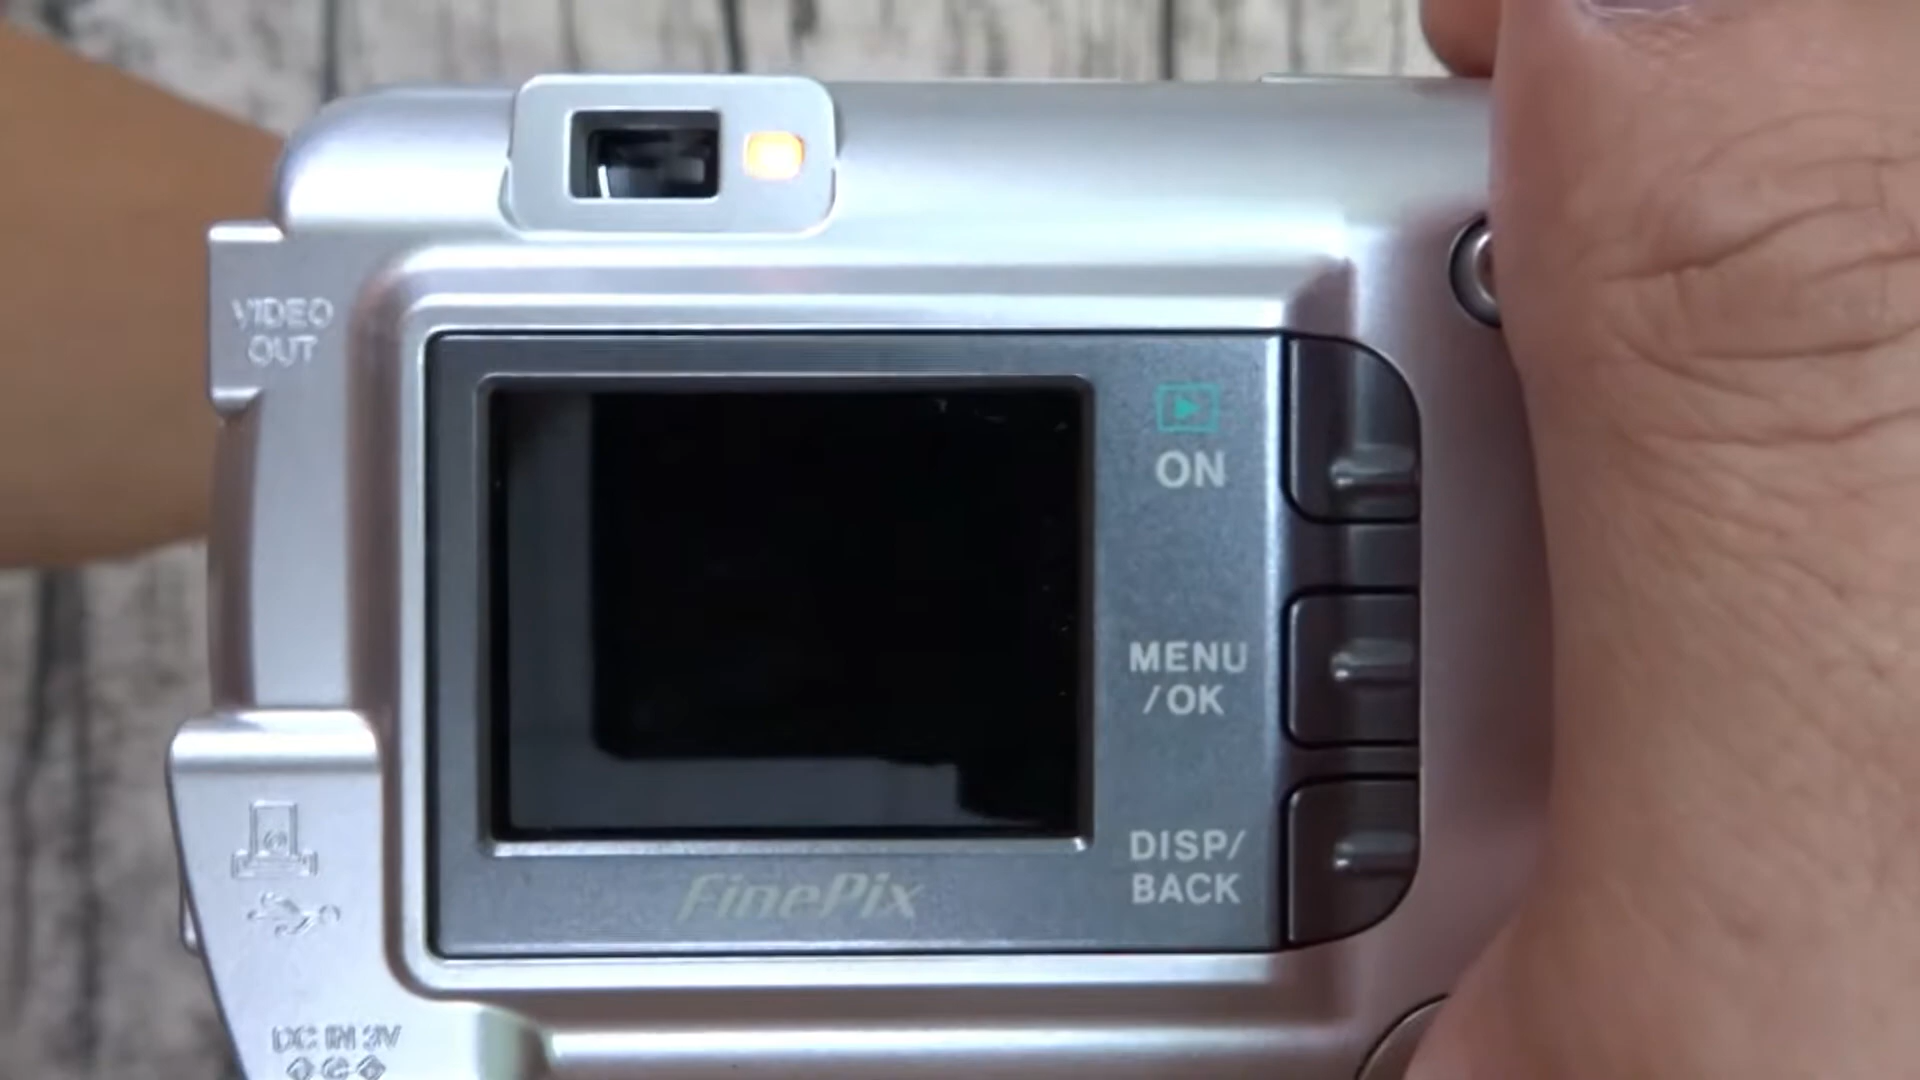 VIDEO
OUT
ON
MENU
/OK
DISP/
BACK
FinePix
DC IN 3V